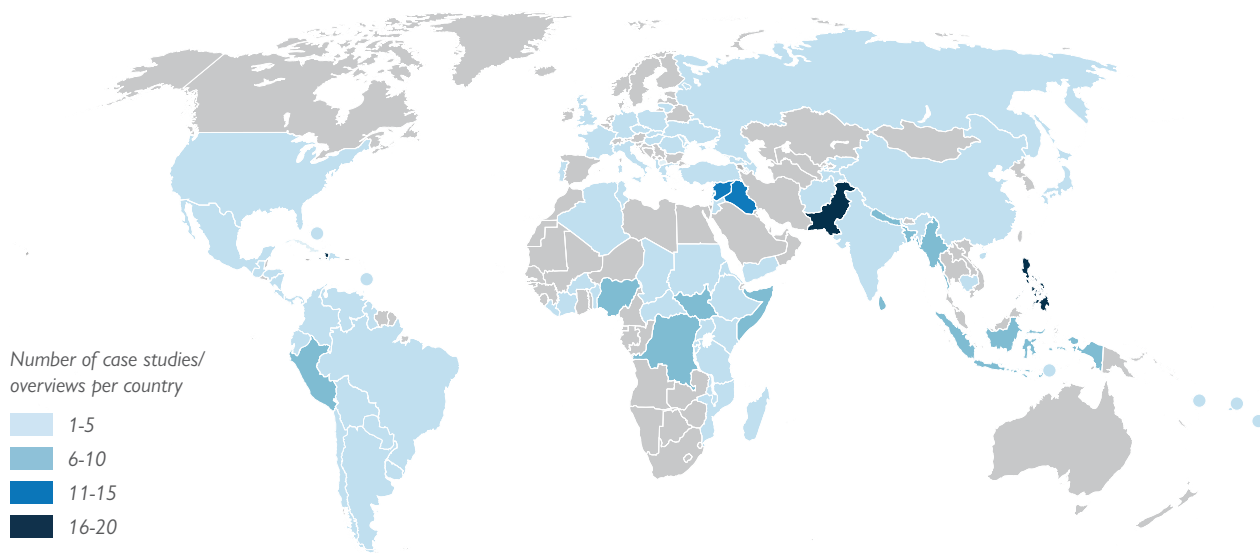 Number of case studies/
overviews per country
1-5
6-10
11-15
16-20